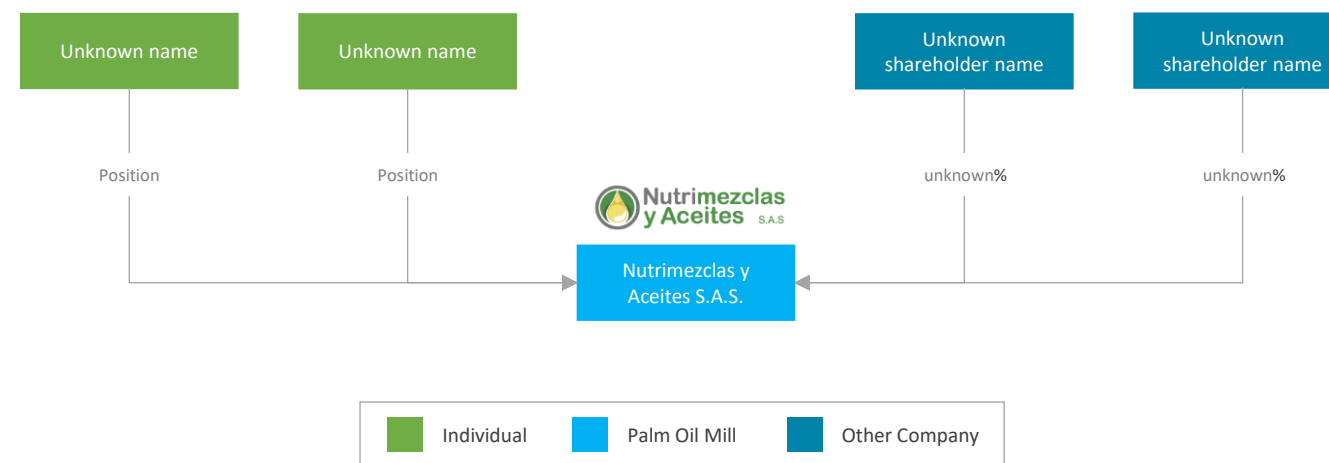 Unknown name
Unknown name
Unknown
shareholder name
Unknown
shareholder name
Position
Position
unknown%
unknown%
Nutrimezclas
y Aceites S.A.S
Nutrimezclas y
Aceites S.A.S.
Individual
Palm Oil Mill
Other Company